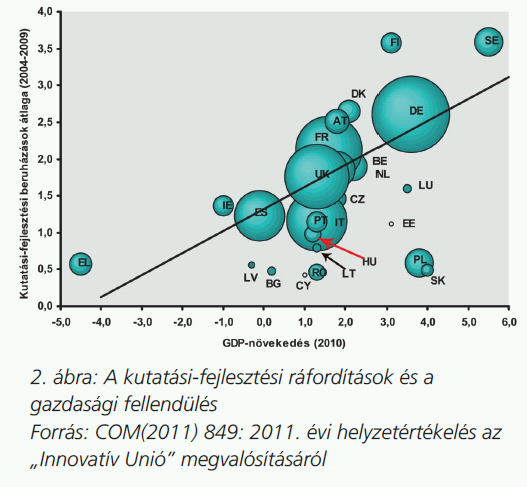 Kutatási-fejlesztési beruházások átlaga (2004-2009)
4,0
3,5
3,0
2,5
2,0
1,5
1,0
0,5
0,0
FI
SE
DK
AT
DE
FR
BE
UK
NL
LU
CZ
IE
ES
PT
IT
EE
HU
EL
LV
BG
CY
RO
LT
PL
SK
-5,0 -4,0 -3,0 -2,0 -1,0 0,0 1,0 2,0 3,0 4,0 5,0 6,0
GDP-növekedés (2010)
2. ábra: A kutatási-fejlesztési ráfordítások és a
gazdasági fellendülés
Forrás: COM(2011) 849: 2011. évi helyzetértékelés az
„Innovatív Unió” megvalósításáról